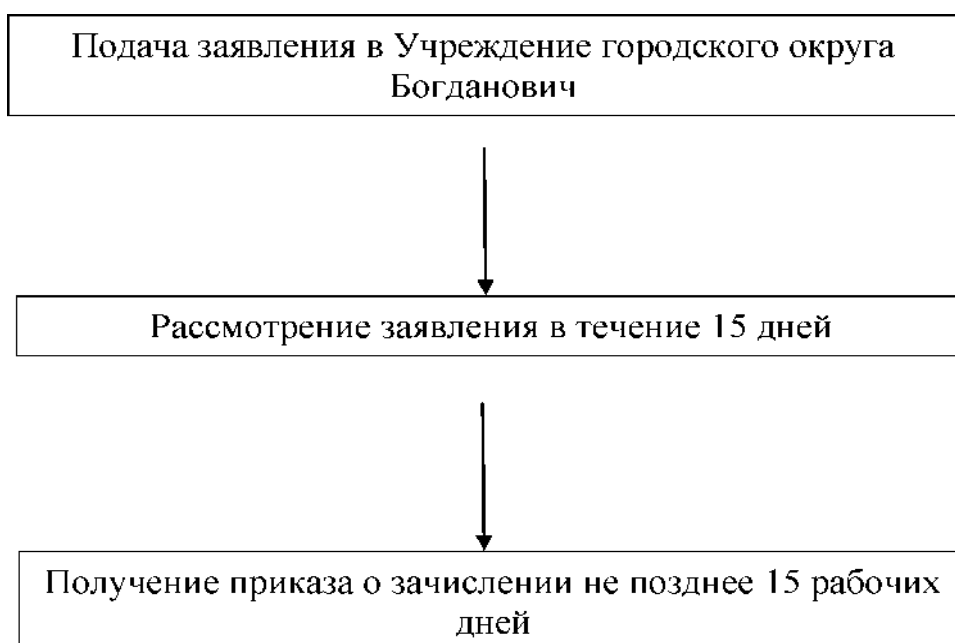 Подача заявления в Учреждение городского округа
Богданович
Рассмотрение заявления в течение 15 дней
Получение приказа о зачислении не позднее 15 рабочих
дней